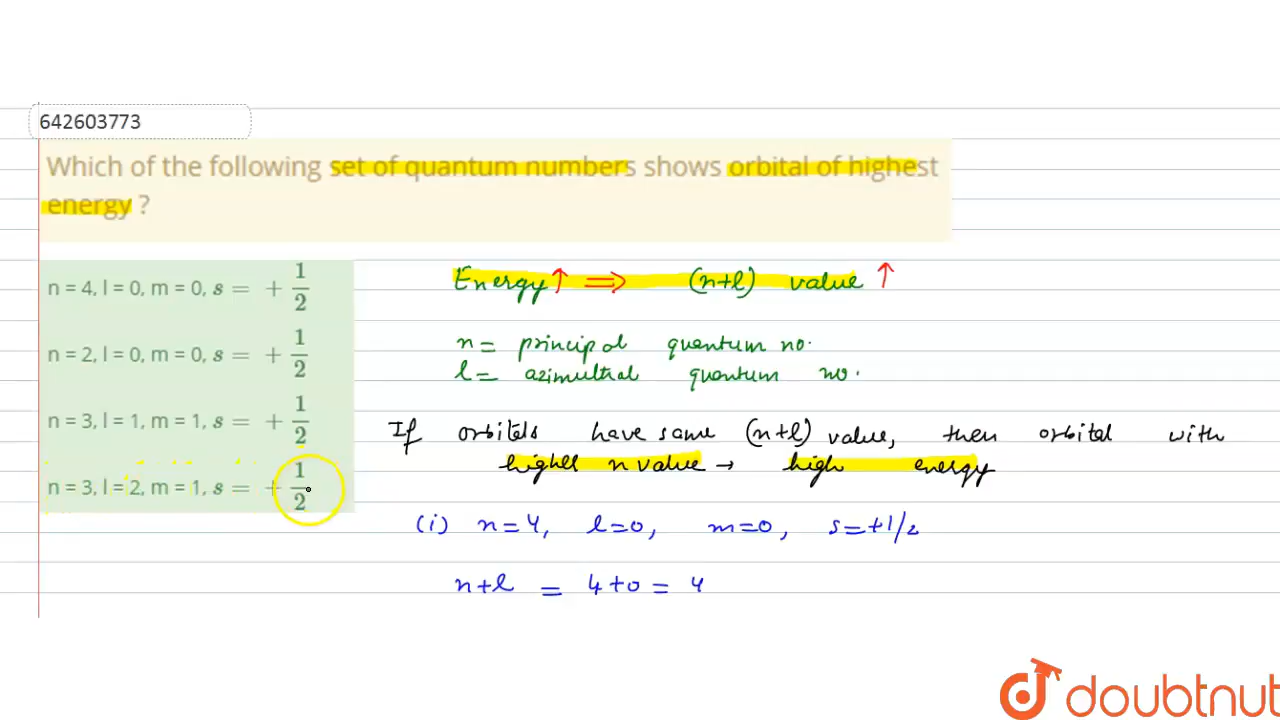 642603773
Which of the following set of quantum numbers shows orbital of highest
energy ?
n = 4, l = 0, m = 0, s = + 1/2
n = 2, l = 0, m = 0, s = + 1/2
n = 3, l = 1, m = 1, s = + 1/2
n = 3, l = 2, m = 1, s = + 1/2
Energy ↑ ⟹ (n+l) value ↑
n = principal quantum no.
l = azimuthal quantum no.
If orbitals have same (n+l) value, then orbital with
higher n value → high energy
(i) n=4, l=0, m=0, s=+1/2
n+l = 4+0 = 4
doubtnut